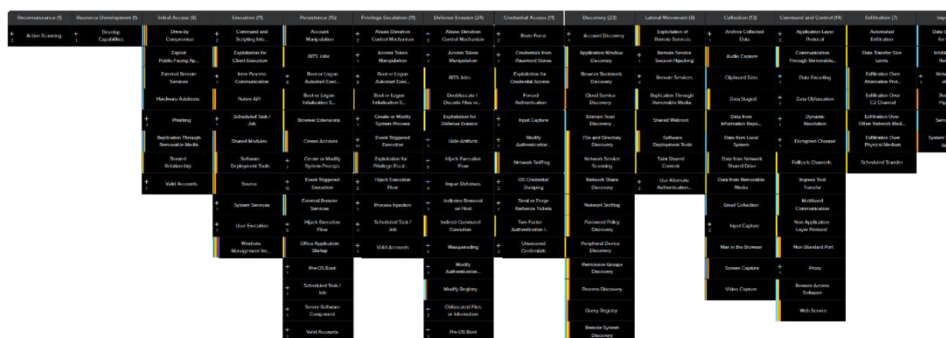 Reconnaissance (1)
Resource Development (1)
Initial Access (8)
Execution (11)
Persistence (15)
Privilege Escalation (11)
Defense Evasion (24)
Credential Access (11)
Discovery (23)
Lateral Movement (8)
Collection (13)
Command and Control (14)
Exfiltration (7)
Active Scanning
Develop
Capabilities
Drive-by
Compromise
Exploit
Public-Facing Ap...
External Remote
Services
Hardware Additions
Phishing
Replication Through
Removable Media
Trusted
Relationship
Valid Accounts
Command and
Scripting Inte...
Exploitation for
Client Execution
Inter-Process
Communication
Native API
Scheduled Task /
Job
Shared Modules
Software
Deployment Tools
Source
System Services
User Execution
Windows
Management Ins...
Account
Manipulation
BITS Jobs
Boot or Logon
Autostart Exec...
Boot or Logon
Initialization S...
Browser Extensions
Create Account
Create or Modify
System Process
Event Triggered
Execution
External Remote
Services
Hijack Execution
Flow
Office Application
Startup
Pre-OS Boot
Scheduled Task /
Job
Server Software
Component
Valid Accounts
Abuse Elevation
Control Mechanism
Access Token
Manipulation
Boot or Logon
Autostart Exec...
Boot or Logon
Initialization S...
Create or Modify
System Process
Event Triggered
Execution
Exploitation for
Privilege Escal...
Hijack Execution
Flow
Process Injection
Scheduled Task /
Job
Valid Accounts
Abuse Elevation
Control Mechanism
Access Token
Manipulation
BITS Jobs
Deobfuscate /
Decode Files or...
Exploitation for
Defense Evasion
Hide Artifacts
Hijack Execution
Flow
Impair Defenses
Indicator Removal
on Host
Indirect Command
Execution
Masquerading
Modify
Authentication...
Modify Registry
Obfuscated Files
or Information
Pre-OS Boot
Brute Force
Credentials from
Password Stores
Exploitation for
Credential Access
Forced
Authentication
Input Capture
Modify
Authentication...
Network Sniffing
OS Credential
Dumping
Steal or Forge
Kerberos Tickets
Two-Factor
Authentication I...
Unsecured
Credentials
Account Discovery
Application Window
Discovery
Browser Bookmark
Discovery
Cloud Service
Discovery
Domain Trust
Discovery
File and Directory
Discovery
Network Service
Scanning
Network Share
Discovery
Network Sniffing
Password Policy
Discovery
Peripheral Device
Discovery
Permission Groups
Discovery
Process Discovery
Query Registry
Remote System
Discovery
Exploitation of
Remote Services
Remote Service
Session Hijacking
Remote Services
Replication Through
Removable Media
Shared Webroot
Software
Deployment Tools
Taint Shared
Content
Use Alternate
Authentication...
Archive Collected
Data
Audio Capture
Clipboard Data
Data Staged
Data from
Information Repo...
Data from Local
System
Data from Network
Shared Drive
Data from Removable
Media
Email Collection
Input Capture
Man in the Browser
Screen Capture
Video Capture
Application Layer
Protocol
Communication
Through Removable...
Data Encoding
Data Obfuscation
Dynamic
Resolution
Encrypted Channel
Fallback Channels
Ingress Tool
Transfer
Multiband
Communication
Non-Application
Layer Protocol
Non-Standard Port
Proxy
Remote Access
Software
Web Service
Automated
Exfiltration
Data Transfer Size
Limits
Exfiltration Over
Alternative Prot...
Exfiltration Over
C2 Channel
Exfiltration Over
Other Network Med...
Exfiltration Over
Physical Medium
Scheduled Transfer